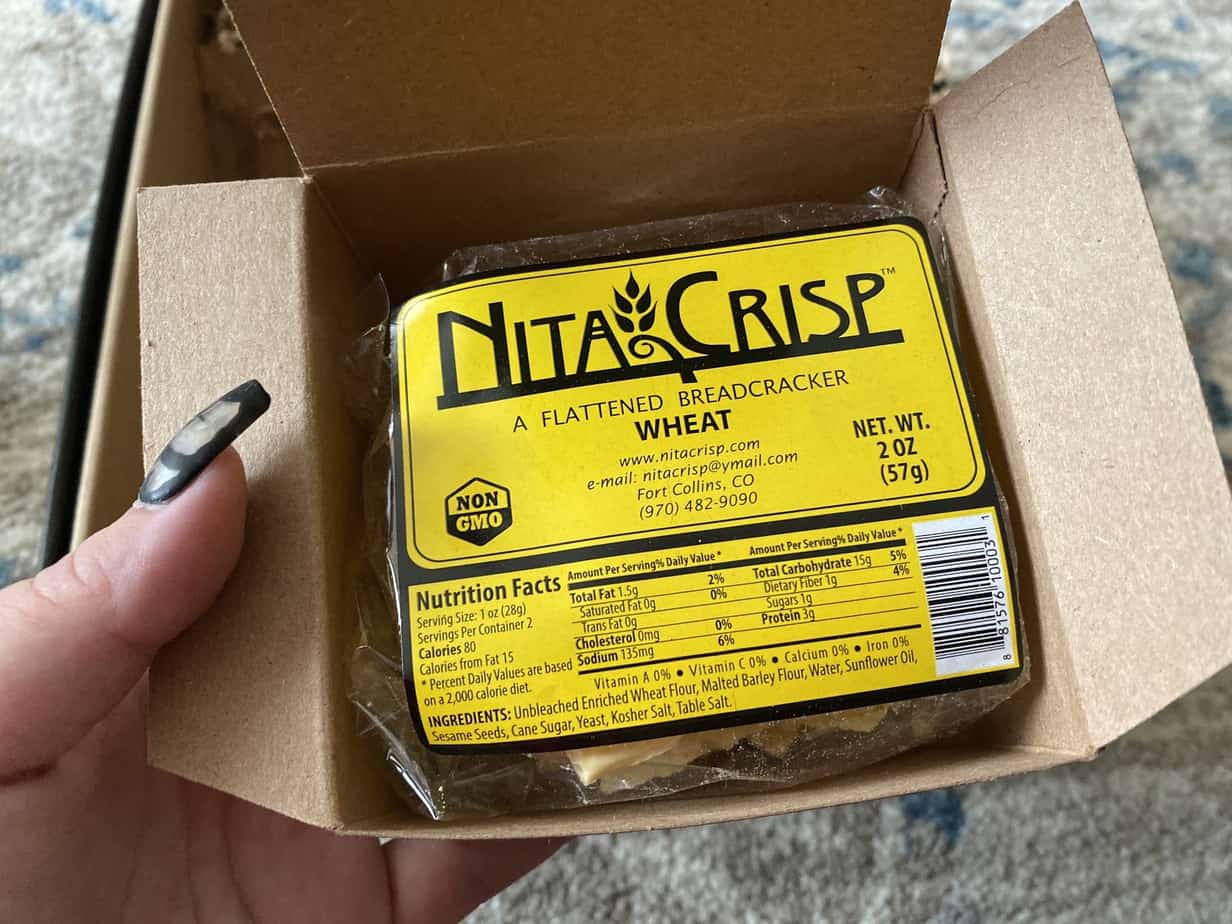 NITA CRISP™
A FLATTENED BREADCRACKER
WHEAT
www.nitacrisp.com
e-mail: nitacrisp@ymail.com
Fort Collins, CO
(970) 482-9090
NET. WT.
2 OZ
(57g)
NON
GMO
Nutrition Facts
Serving Size: 1 oz (28g)
Servings Per Container 2
Calories 80
Calories from Fat 15
* Percent Daily Values are based
on a 2,000 calorie diet.
Amount Per Serving% Daily Value*
Total Fat 1.5g 2%
Saturated Fat 0g 0%
Trans Fat 0g
Cholesterol 0mg 0%
Sodium 135mg 6%
Amount Per Serving% Daily Value*
Total Carbohydrate 15g 5%
Dietary Fiber 1g 4%
Sugars 1g
Protein 3g
Vitamin A 0% • Vitamin C 0% • Calcium 0% • Iron 0%
INGREDIENTS: Unbleached Enriched Wheat Flour, Malted Barley Flour, Water, Sunflower Oil,
Sesame Seeds, Cane Sugar, Yeast, Kosher Salt, Table Salt.
8 81576 10003 1